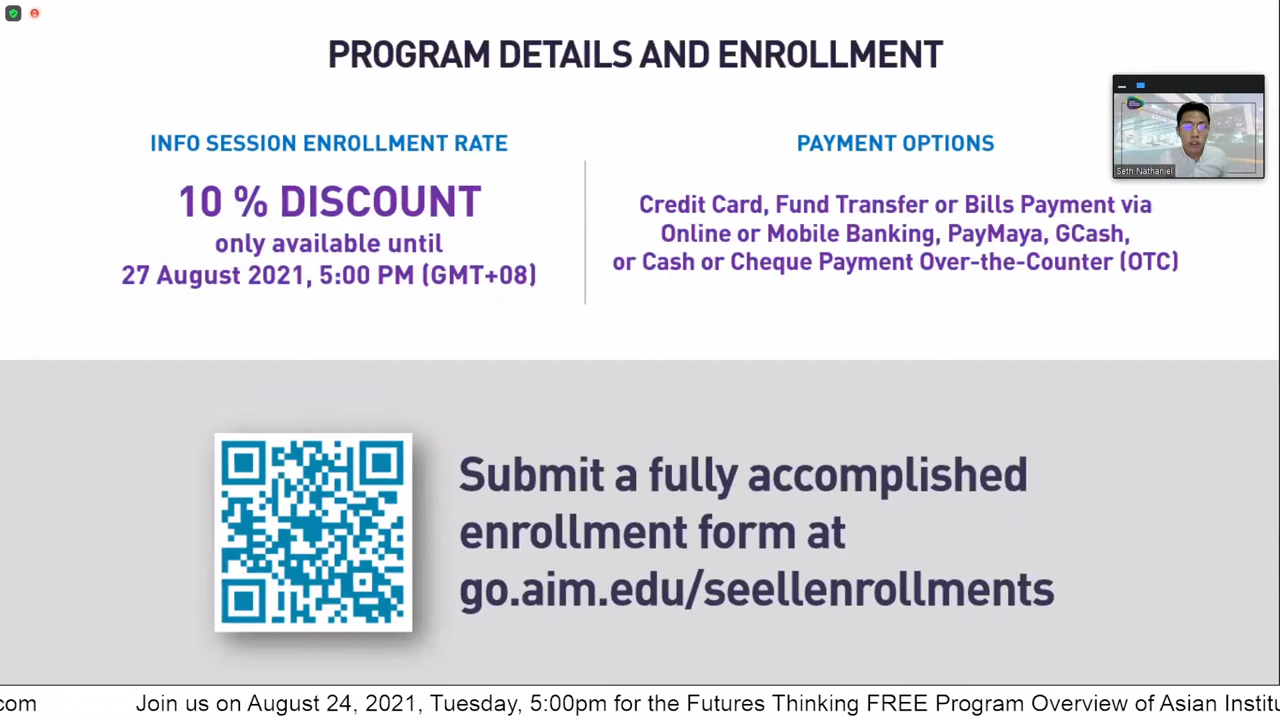 PROGRAM DETAILS AND ENROLLMENT
INFO SESSION ENROLLMENT RATE
10 % DISCOUNT
only available until
27 August 2021, 5:00 PM (GMT+08)
PAYMENT OPTIONS
Credit Card, Fund Transfer or Bills Payment via
Online or Mobile Banking, PayMaya, GCash,
or Cash or Cheque Payment Over-the-Counter (OTC)
Seth Nathaniel
Submit a fully accomplished
enrollment form at
go.aim.edu/seellenrollments
com Join us on August 24, 2021, Tuesday, 5:00pm for the Futures Thinking FREE Program Overview of Asian Institu